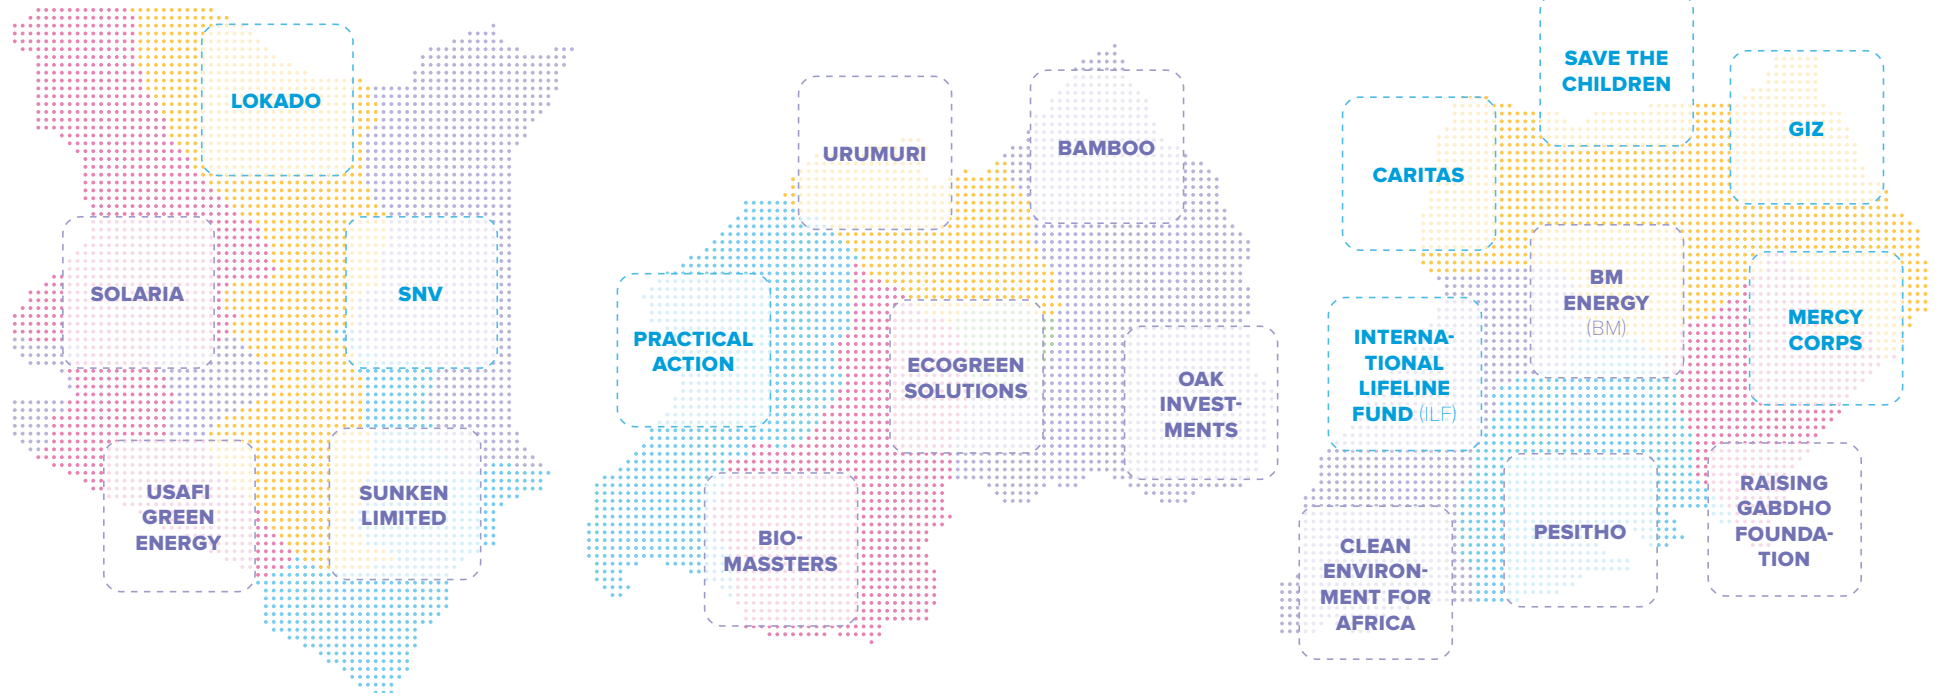 LOKADO
SOLARIA
SNV
USAFI
GREEN
ENERGY
SUNKEN
LIMITED
URUMURI
BAMBOO
PRACTICAL
ACTION
ECOGREEN
SOLUTIONS
OAK
INVEST-
MENTS
BIO-
MASSTERS
SAVE THE
CHILDREN
GIZ
CARITAS
BM
ENERGY
(BM)
MERCY
CORPS
INTERNA-
TIONAL
LIFELINE
FUND (ILF)
RAISING
GABDHO
FOUNDA-
TION
PESITHO
CLEAN
ENVIRON-
MENT FOR
AFRICA